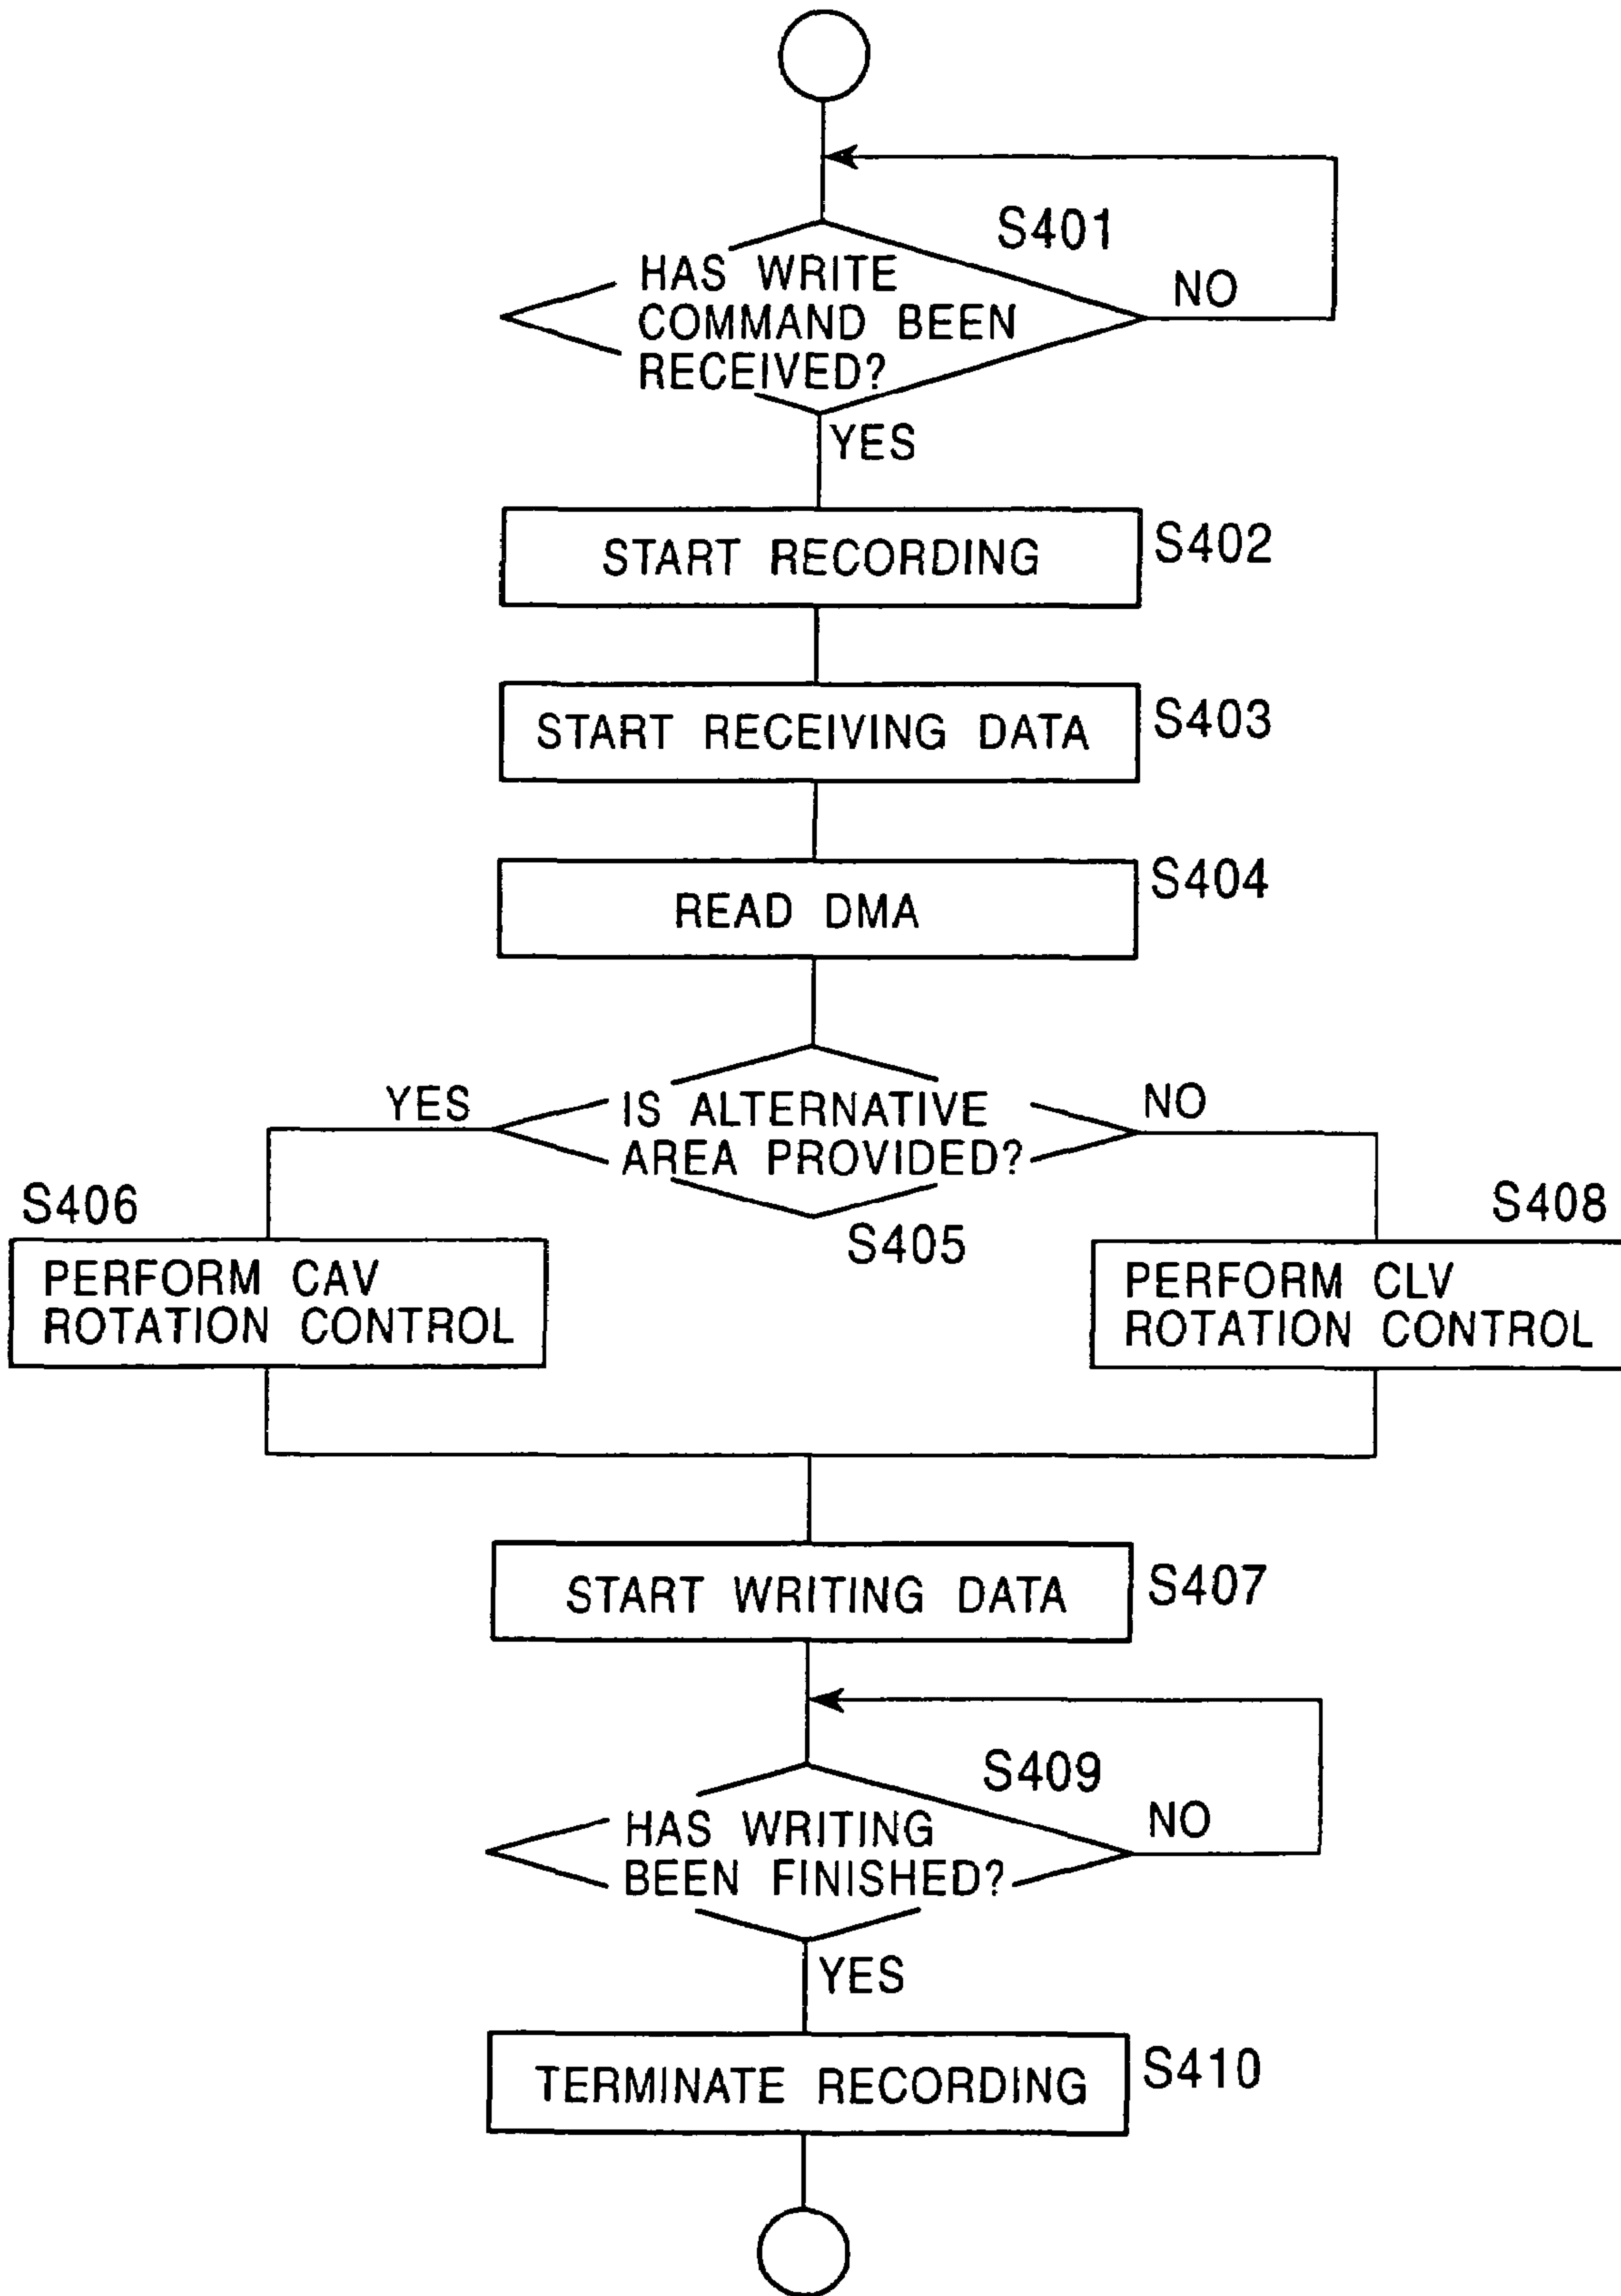 S401
HAS WRITE
COMMAND BEEN
RECEIVED?
NO
YES
START RECORDING
S402
START RECEIVING DATA
S403
READ DMA
S404
YES
IS ALTERNATIVE
AREA PROVIDED?
NO
S405
S406
PERFORM CAV
ROTATION CONTROL
S408
PERFORM CLV
ROTATION CONTROL
START WRITING DATA
S407
S409
HAS WRITING
BEEN FINISHED?
NO
YES
TERMINATE RECORDING
S410